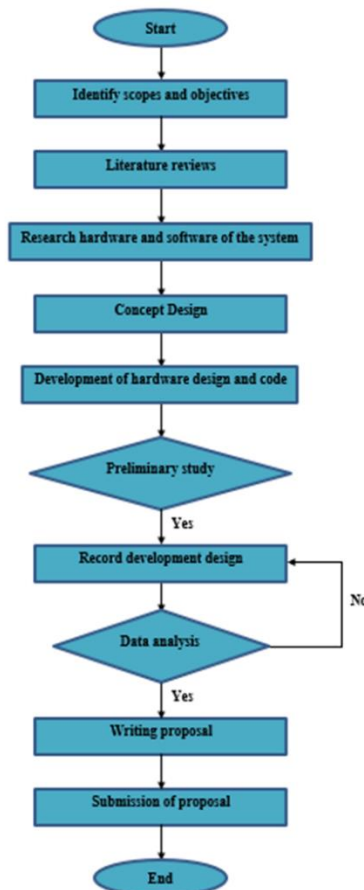 Start
Identify scopes and objectives
Literature reviews
Research hardware and software of the system
Concept Design
Development of hardware design and code
Preliminary study
Yes
Record development design
No
Data analysis
Yes
Writing proposal
Submission of proposal
End